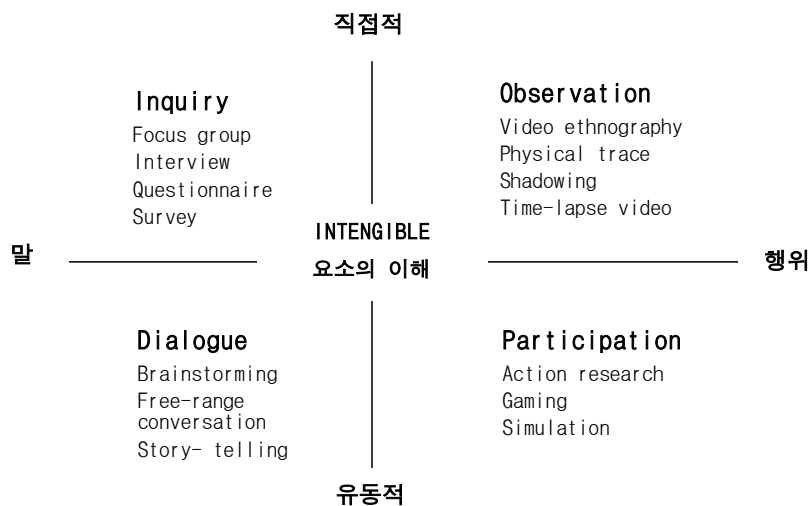 직접적
Inquiry
Focus group
Interview
Questionnaire
Survey
Observation
Video ethnography
Physical trace
Shadowing
Time-lapse video
말
INTENGIBLE
요소의 이해
행위
Dialogue
Brainstorming
Free-range
conversation
Story- telling
Participation
Action research
Gaming
Simulation
유동적